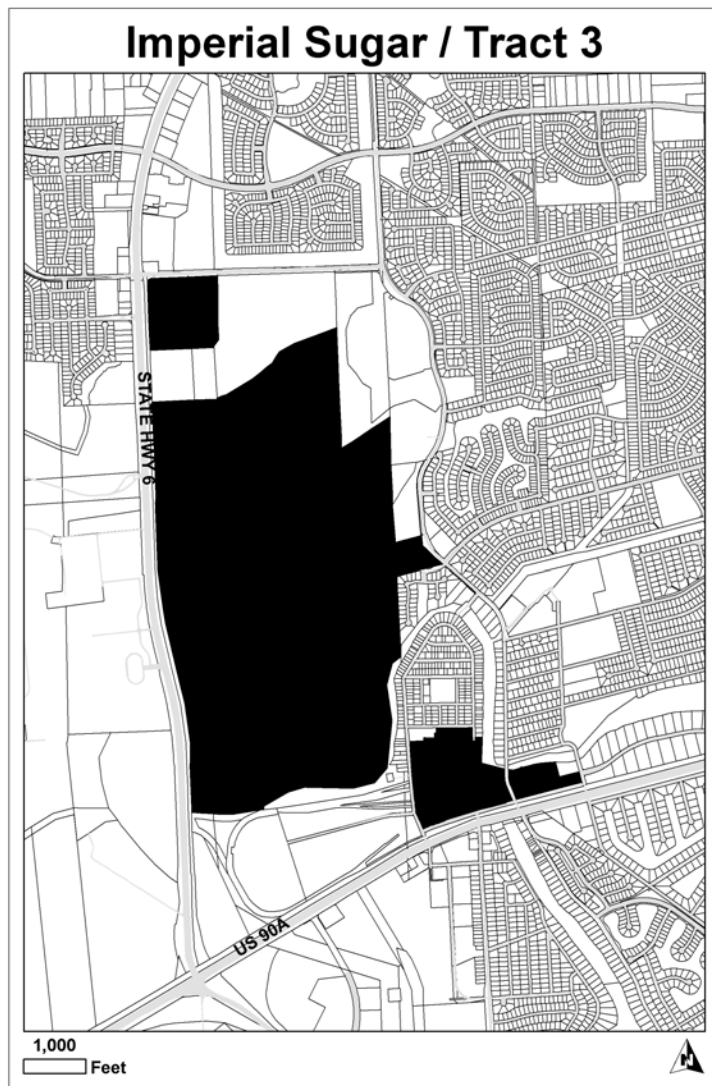 Imperial Sugar / Tract 3
STATE HWY 6
US 90A
1,000
Feet
N